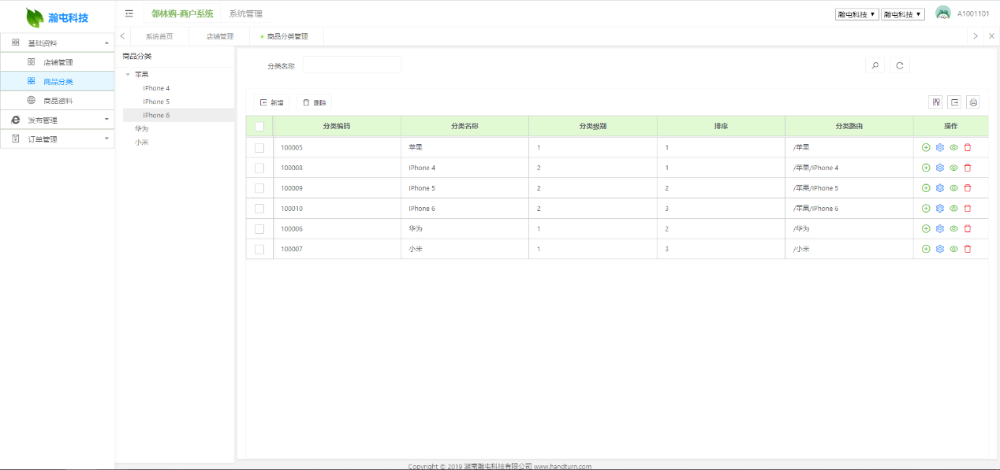 瀚屯科技
邻林购-商户系统 系统管理
瀚屯科技 ▼ 瀚屯科技 ▼ A1001101
基础资料
店铺管理
商品分类
商品资料
发布管理
订单管理
系统首页 店铺管理 商品分类管理
商品分类
苹果
IPhone 4
IPhone 5
IPhone 6
华为
小米
分类名称
新增 删除
分类编码 分类名称 分类级别 排序 分类路由 操作
100005 苹果 1 1 /苹果
100008 IPhone 4 2 1 /苹果/IPhone 4
100009 IPhone 5 2 2 /苹果/IPhone 5
100010 IPhone 6 2 3 /苹果/IPhone 6
100006 华为 1 2 /华为
100007 小米 1 3 /小米
Copyright © 2019 湖南瀚屯科技有限公司 www.handturn.com